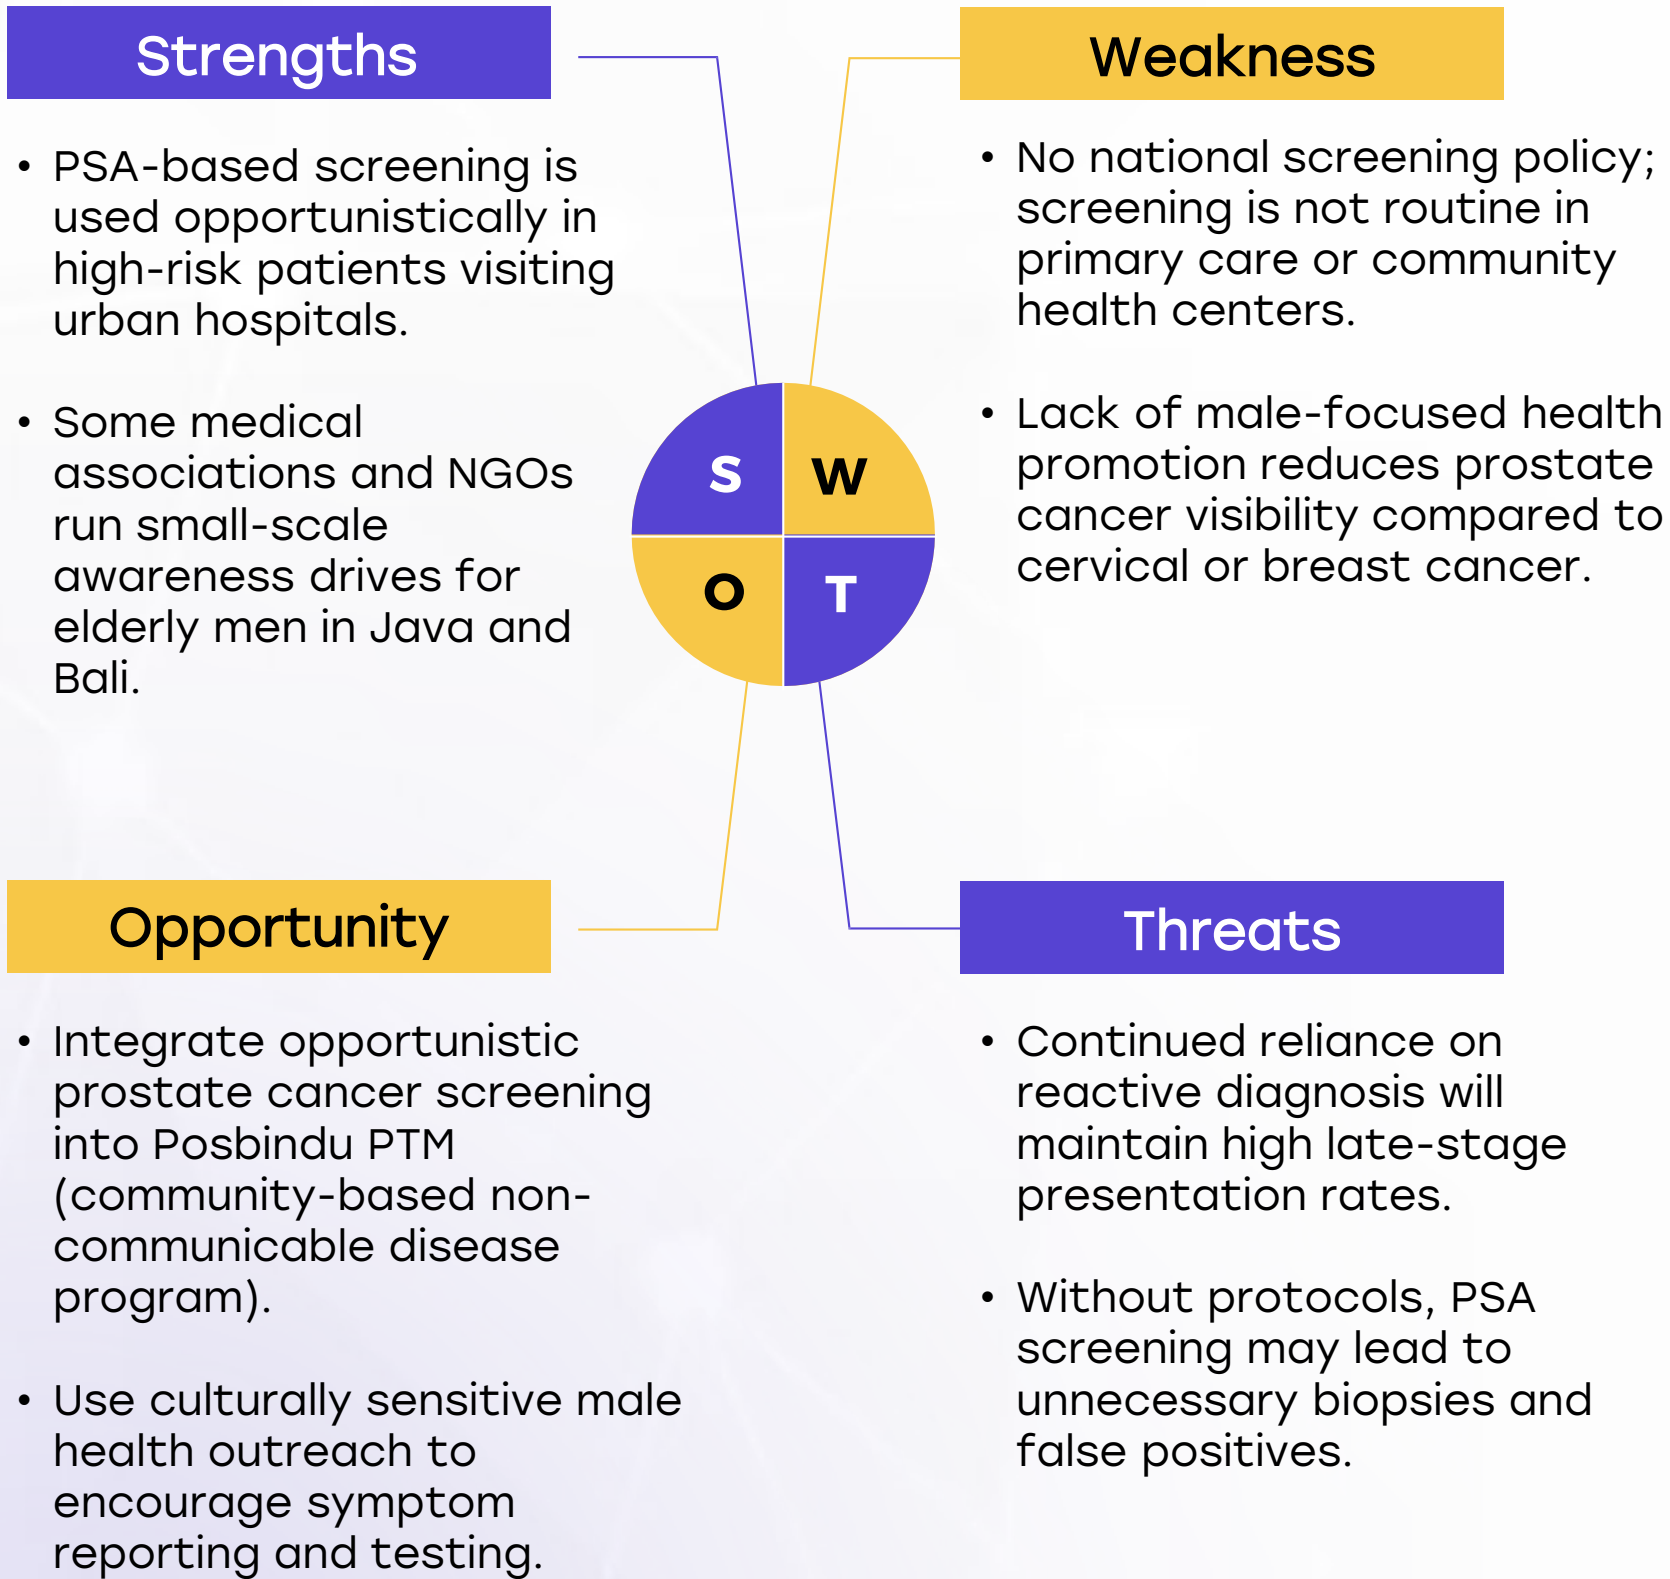 Strengths
• PSA-based screening is
used opportunistically in
high-risk patients visiting
urban hospitals.
• Some medical
associations and NGOs
run small-scale
awareness drives for
elderly men in Java and
Bali.
Weakness
• No national screening policy;
screening is not routine in
primary care or community
health centers.
• Lack of male-focused health
promotion reduces prostate
cancer visibility compared to
cervical or breast cancer.
S
W
O
T
Opportunity
• Integrate opportunistic
prostate cancer screening
into Posbindu PTM
(community-based non-
communicable disease
program).
• Use culturally sensitive male
health outreach to
encourage symptom
reporting and testing.
Threats
• Continued reliance on
reactive diagnosis will
maintain high late-stage
presentation rates.
• Without protocols, PSA
screening may lead to
unnecessary biopsies and
false positives.